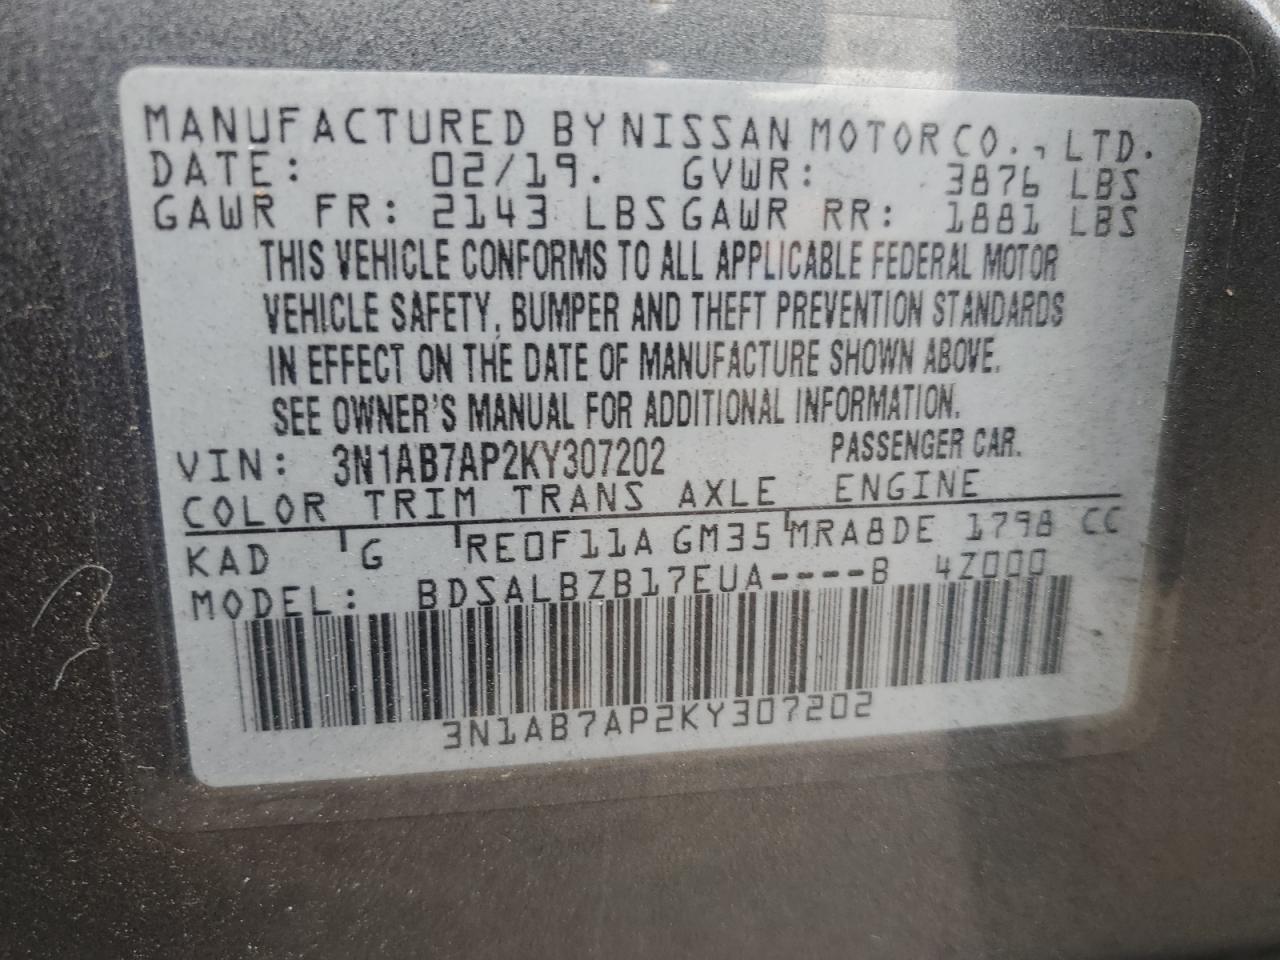 MANUFACTURED BY NISSAN MOTOR CO., LTD.
DATE: 02/19. GVWR: 3876 LBS
GAWR FR: 2143 LBS GAWR RR: 1881 LBS
THIS VEHICLE CONFORMS TO ALL APPLICABLE FEDERAL MOTOR
VEHICLE SAFETY, BUMPER AND THEFT PREVENTION STANDARDS
IN EFFECT ON THE DATE OF MANUFACTURE SHOWN ABOVE.
SEE OWNER'S MANUAL FOR ADDITIONAL INFORMATION.
VIN: 3N1AB7AP2KY307202 PASSENGER CAR.
COLOR TRIM TRANS AXLE ENGINE
KAD G RE0F11A GM35 MRA8DE 1798 CC
MODEL: BDSALBZB17EUA----B 4Z000
3N1AB7AP2KY307202